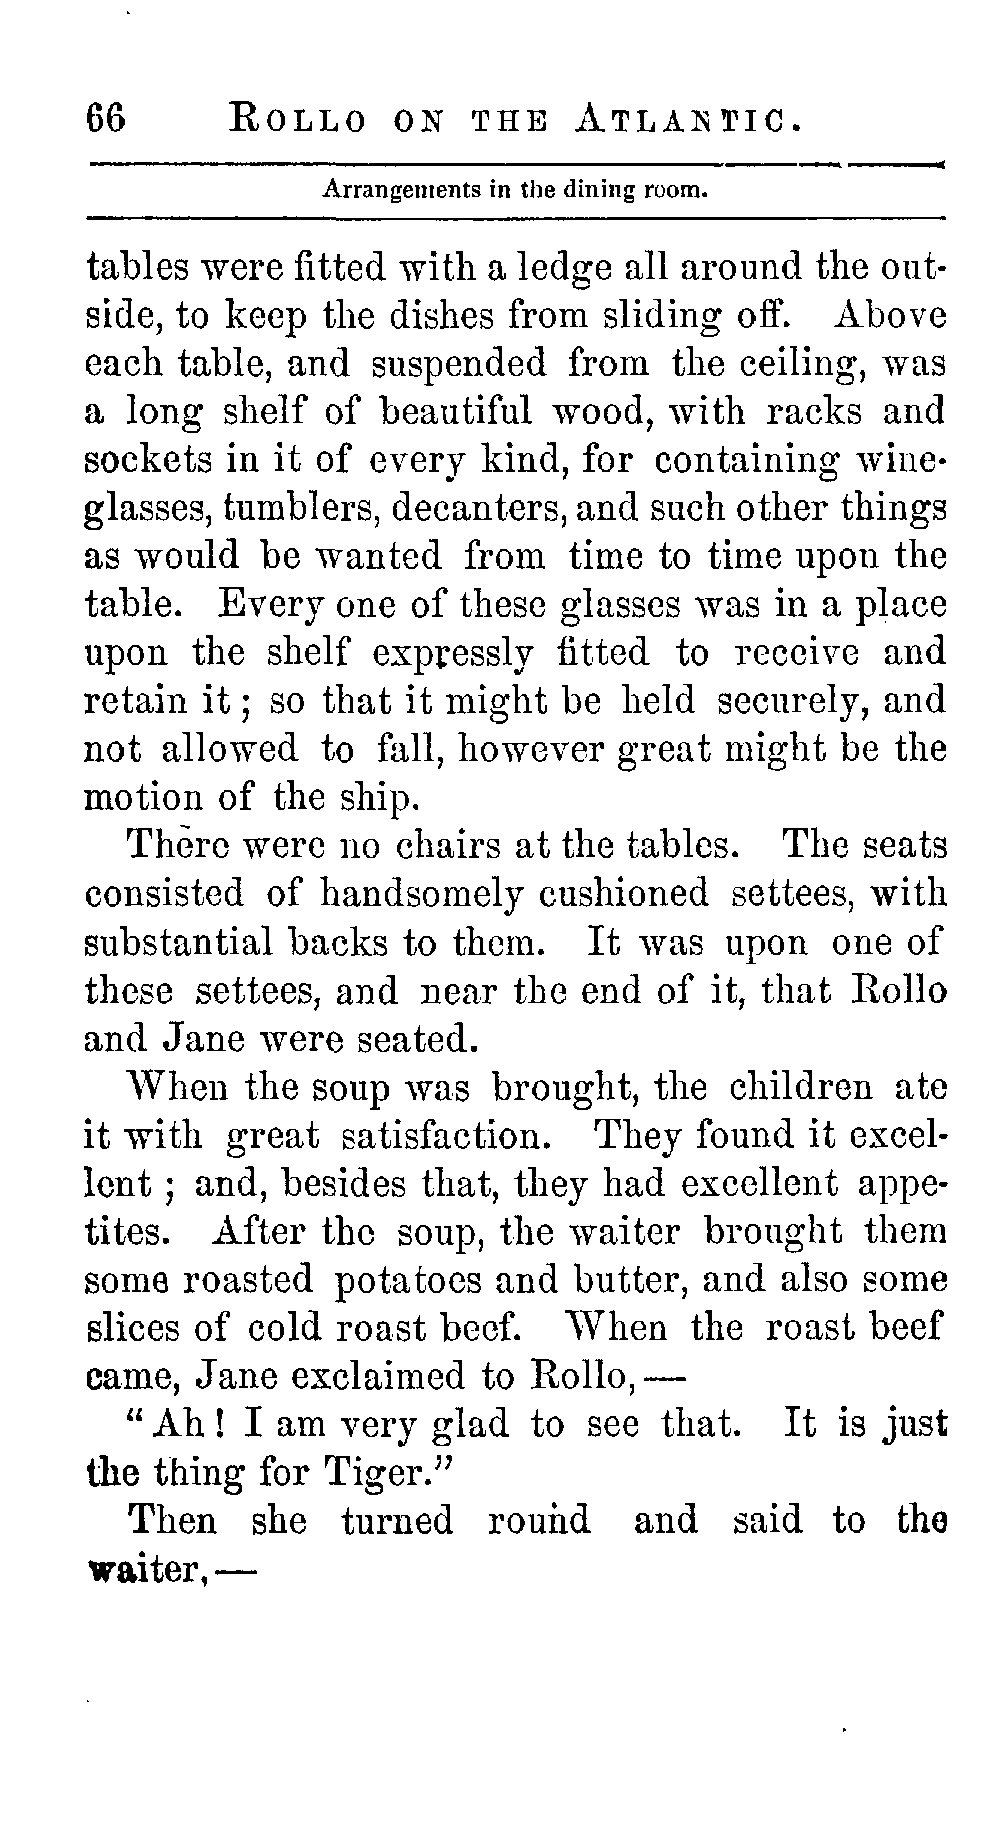 66 ROLLO ON THE ATLANTIC.
Arrangements in the dining room.
tables were fitted with a ledge all around the out-
side, to keep the dishes from sliding off. Above
each table, and suspended from the ceiling, was
a long shelf of beautiful wood, with racks and
sockets in it of every kind, for containing wine-
glasses, tumblers, decanters, and such other things
as would be wanted from time to time upon the
table. Every one of these glasses was in a place
upon the shelf expressly fitted to receive and
retain it; so that it might be held securely, and
not allowed to fall, however great might be the
motion of the ship.
There were no chairs at the tables. The seats
consisted of handsomely cushioned settees, with
substantial backs to them. It was upon one of
these settees, and near the end of it, that Rollo
and Jane were seated.
When the soup was brought, the children ate
it with great satisfaction. They found it excel-
lent; and, besides that, they had excellent appe-
tites. After the soup, the waiter brought them
some roasted potatoes and butter, and also some
slices of cold roast beef. When the roast beef
came, Jane exclaimed to Rollo,—
"Ah! I am very glad to see that. It is just
the thing for Tiger."
Then she turned round and said to the
waiter,—